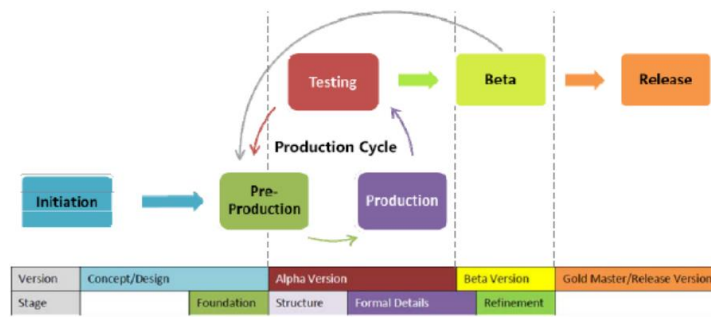 Testing
Beta
Release
Production Cycle
Initiation
Pre-
Production
Production
Version Concept/Design Alpha Version Beta Version Gold Master/Release Version
Stage Foundation Structure Formal Details Refinement